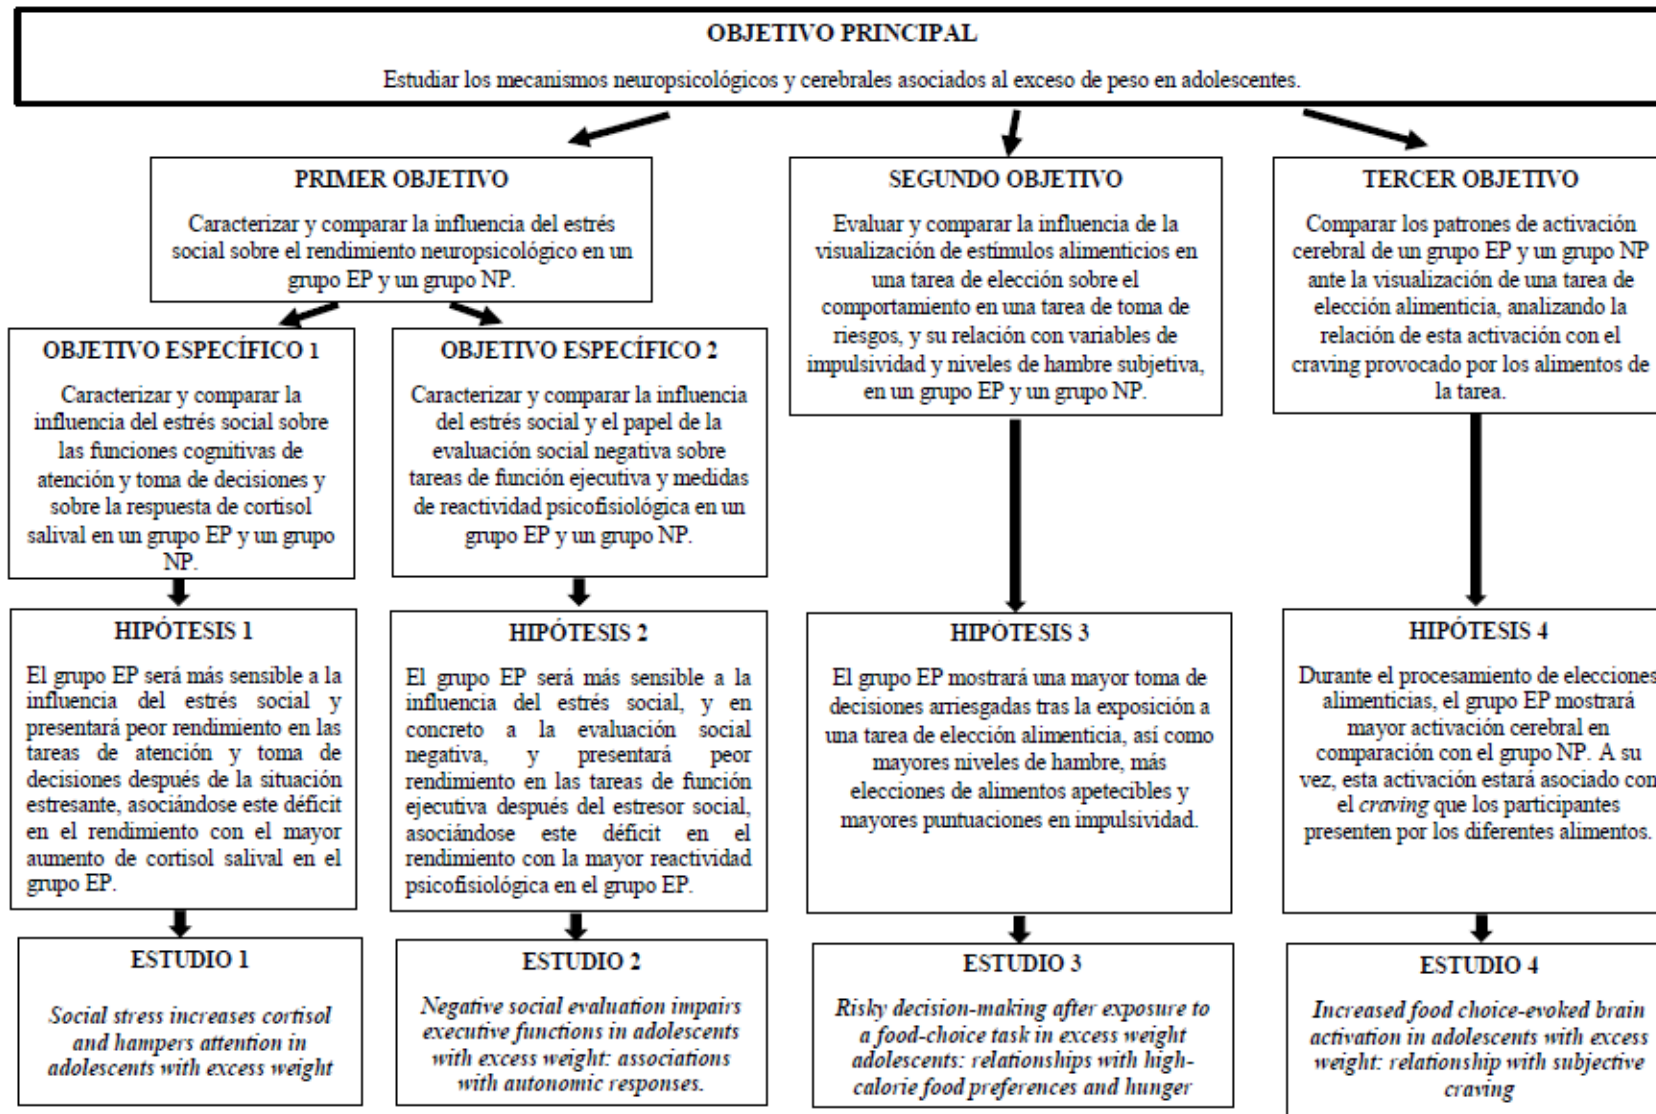 OBJETIVO PRINCIPAL
Estudiar los mecanismos neuropsicológicos y cerebrales asociados al exceso de peso en adolescentes.
PRIMER OBJETIVO
Caracterizar y comparar la influencia del estrés
social sobre el rendimiento neuropsicológico en un
grupo EP y un grupo NP.
SEGUNDO OBJETIVO
Evaluar y comparar la influencia de la
visualización de estímulos alimenticios en
una tarea de elección sobre el
comportamiento en una tarea de toma de
riesgos, y su relación con variables de
impulsividad y niveles de hambre subjetiva,
en un grupo EP y un grupo NP.
TERCER OBJETIVO
Comparar los patrones de activación
cerebral de un grupo EP y un grupo NP
ante la visualización de una tarea de
elección alimenticia, analizando la
relación de esta activación con el
craving provocado por los alimentos de
la tarea.
OBJETIVO ESPECÍFICO 1
Caracterizar y comparar la
influencia del estrés social sobre
las funciones cognitivas de
atención y toma de decisiones y
sobre la respuesta de cortisol
salival en un grupo EP y un grupo
NP.
OBJETIVO ESPECÍFICO 2
Caracterizar y comparar la influencia
del estrés social y el papel de la
evaluación social negativa sobre
tareas de función ejecutiva y medidas
de reactividad psicofisiológica en un
grupo EP y un grupo NP.
HIPÓTESIS 1
El grupo EP será más sensible a la
influencia del estrés social y
presentará peor rendimiento en las
tareas de atención y toma de
decisiones después de la situación
estresante, asociándose este déficit
en el rendimiento con el mayor
aumento de cortisol salival en el
grupo EP.
HIPÓTESIS 2
El grupo EP será más sensible a la
influencia del estrés social, y en
concreto a la evaluación social
negativa, y presentará peor
rendimiento en las tareas de función
ejecutiva después del estresor social,
asociándose este déficit en el
rendimiento con la mayor reactividad
psicofisiológica en el grupo EP.
HIPÓTESIS 3
El grupo EP mostrará una mayor toma de
decisiones arriesgadas tras la exposición a
una tarea de elección alimenticia, así como
mayores niveles de hambre, más
elecciones de alimentos apetecibles y
mayores puntuaciones en impulsividad.
HIPÓTESIS 4
Durante el procesamiento de elecciones
alimenticias, el grupo EP mostrará
mayor activación cerebral en
comparación con el grupo NP. A su
vez, esta activación estará asociado con
el craving que los participantes
presenten por los diferentes alimentos.
ESTUDIO 1
Social stress increases cortisol
and hampers attention in
adolescents with excess weight
ESTUDIO 2
Negative social evaluation impairs
executive functions in adolescents
with excess weight: associations
with autonomic responses.
ESTUDIO 3
Risky decision-making after exposure to
a food-choice task in excess weight
adolescents: relationships with high-
calorie food preferences and hunger
ESTUDIO 4
Increased food choice-evoked brain
activation in adolescents with excess
weight: relationship with subjective
craving